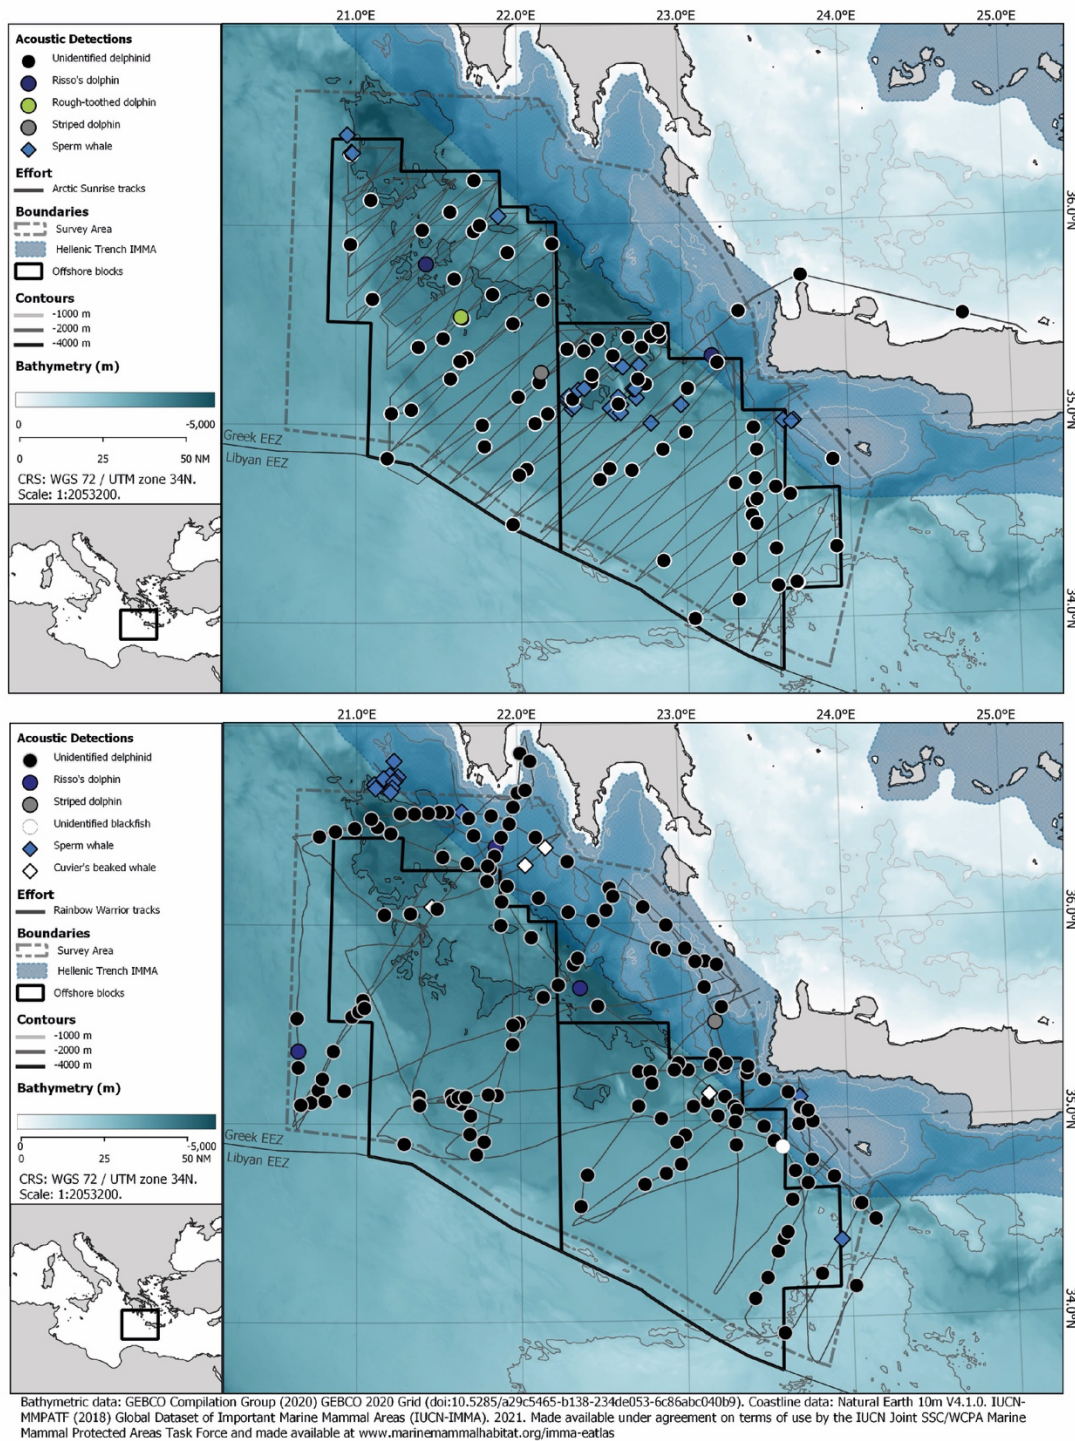 21.0°E 22.0°E 23.0°E 24.0°E 25.0°E
Acoustic Detections
Unidentified delphinid
Risso's dolphin
Rough-toothed dolphin
Striped dolphin
Sperm whale
Effort
Arctic Sunrise tracks
Boundaries
Survey Area
Hellenic Trench IMMA
Offshore blocks
Contours
-1000 m
-2000 m
-4000 m
Bathymetry (m)
0 -5,000
0 25 50 NM
CRS: WGS 72 / UTM zone 34N.
Scale: 1:2053200.
36.0°N
35.0°N
34.0°N
Greek EEZ
Libyan EEZ
21.0°E 22.0°E 23.0°E 24.0°E 25.0°E
Acoustic Detections
Unidentified delphinid
Risso's dolphin
Striped dolphin
Unidentified blackfish
Sperm whale
Cuvier's beaked whale
Effort
Rainbow Warrior tracks
Boundaries
Survey Area
Hellenic Trench IMMA
Offshore blocks
Contours
-1000 m
-2000 m
-4000 m
Bathymetry (m)
0 -5,000
0 25 50 NM
CRS: WGS 72 / UTM zone 34N.
Scale: 1:2053200.
36.0°N
35.0°N
34.0°N
Greek EEZ
Libyan EEZ
Bathymetric data: GEBCO Compilation Group (2020) GEBCO 2020 Grid (doi:10.5285/a29c5465-b138-234de053-6c86abc040b9). Coastline data: Natural Earth 10m V4.1.0. IUCN-
MMPATF (2018) Global Dataset of Important Marine Mammal Areas (IUCN-IMMA). 2021. Made available under agreement on terms of use by the IUCN Joint SSC/WCPA Marine
Mammal Protected Areas Task Force and made available at www.marinemammalhabitat.org/imma-eatlas